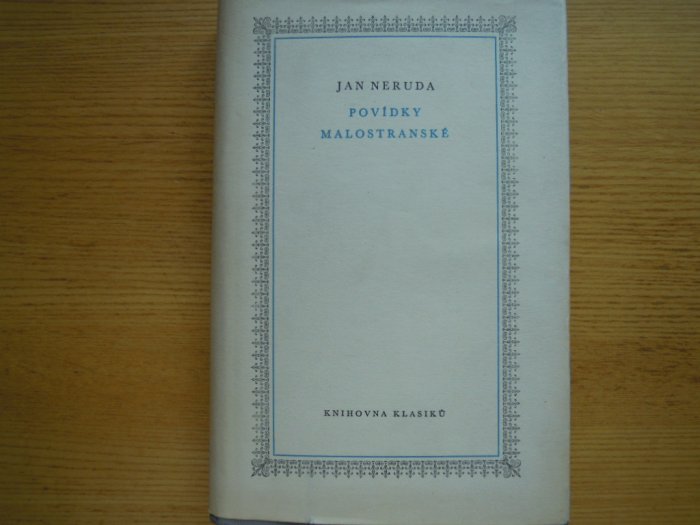 JAN NERUDA
POVÍDKY
MALOSTRANSKÉ
KNIHOVNA KLASIKŮ